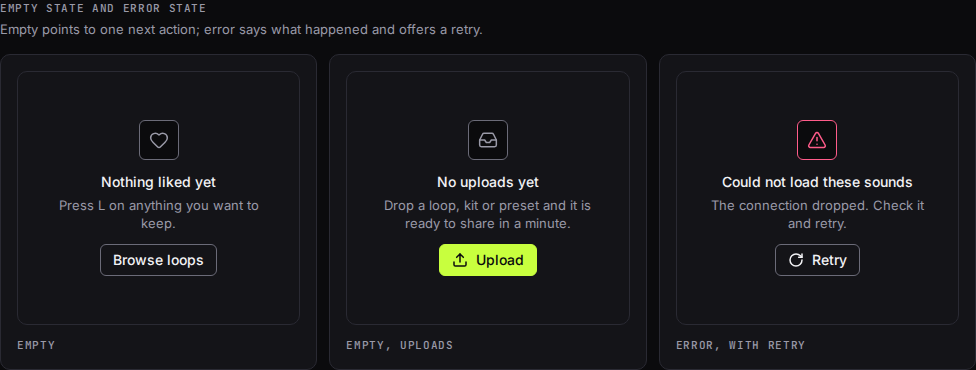 EMPTY STATE AND ERROR STATE
Empty points to one next action; error says what happened and offers a retry.
Nothing liked yet
Press L on anything you want to
keep.
Browse loops
EMPTY
No uploads yet
Drop a loop, kit or preset and it is
ready to share in a minute.
Upload
EMPTY, UPLOADS
Could not load these sounds
The connection dropped. Check it
and retry.
Retry
ERROR, WITH RETRY